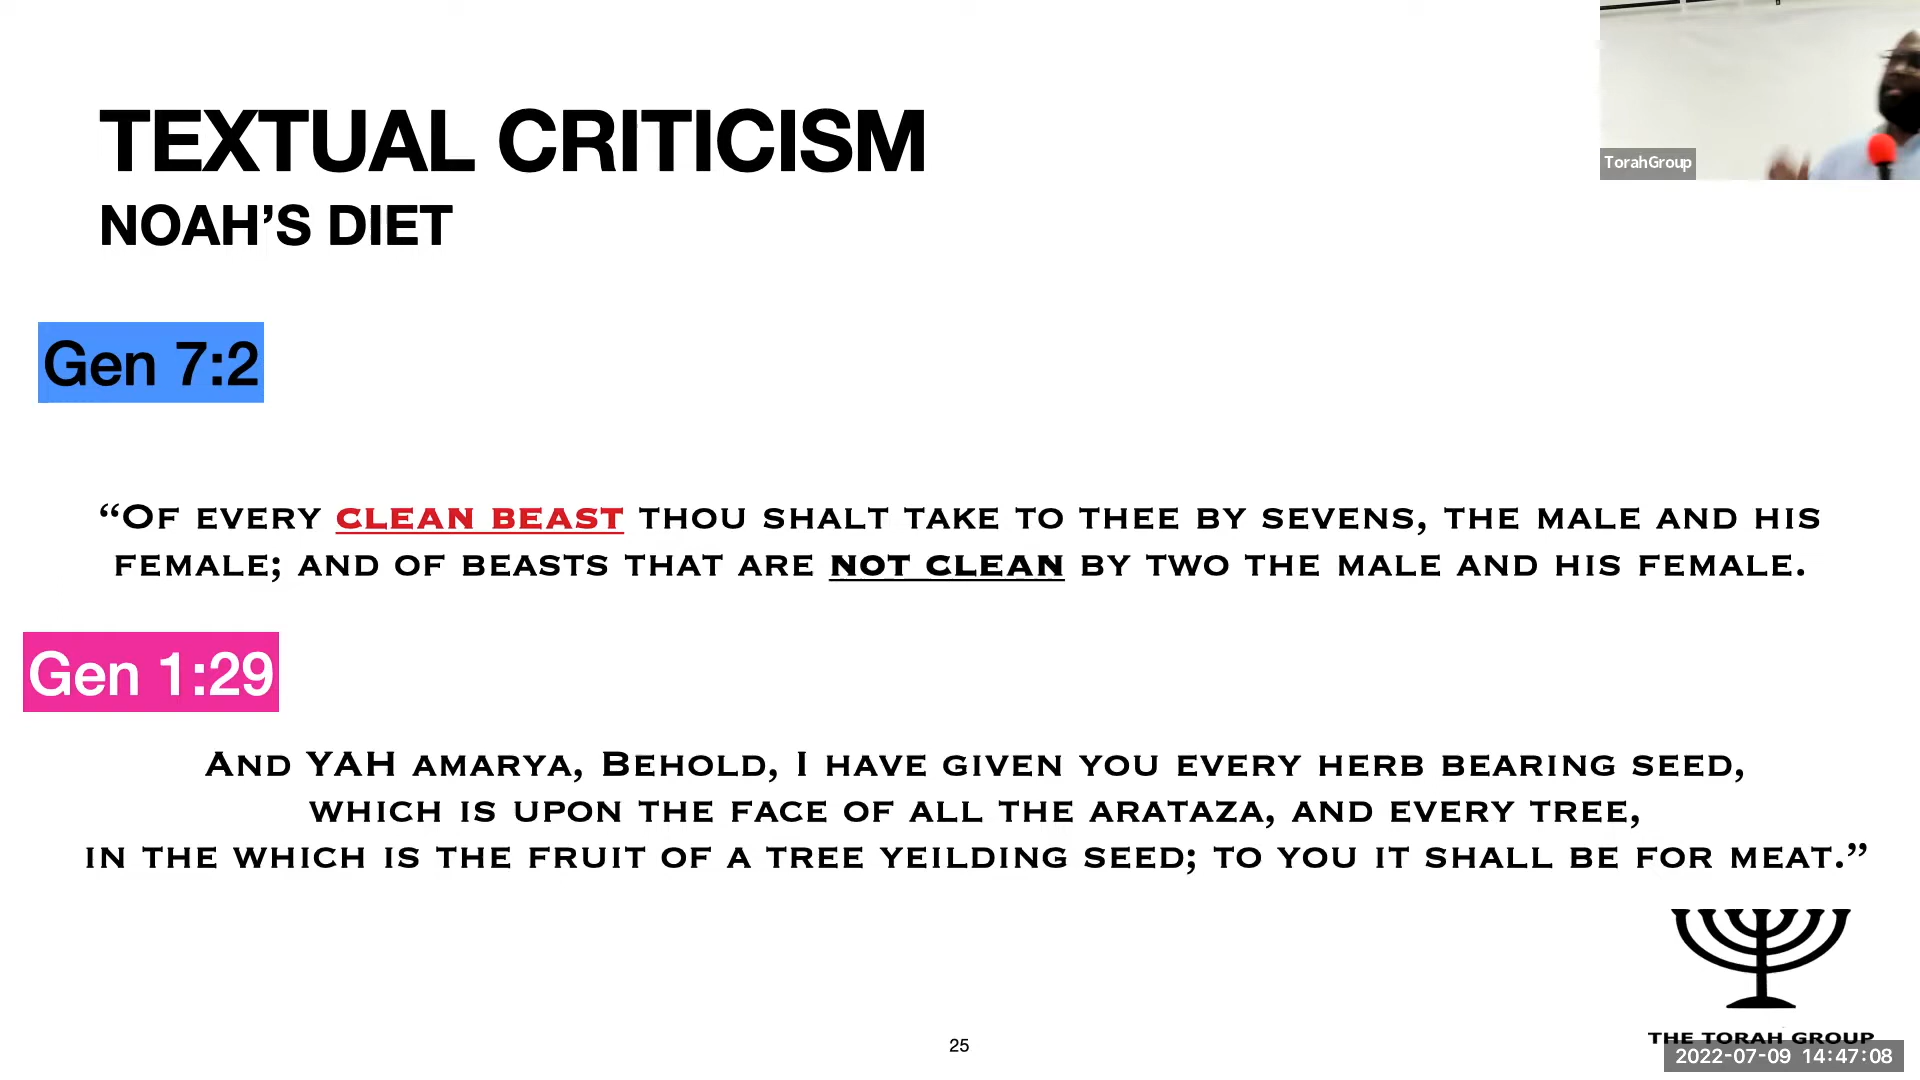 TEXTUAL CRITICISM
NOAH’S DIET
TorahGroup
Gen 7:2
“OF EVERY CLEAN BEAST THOU SHALT TAKE TO THEE BY SEVENS, THE MALE AND HIS
FEMALE; AND OF BEASTS THAT ARE NOT CLEAN BY TWO THE MALE AND HIS FEMALE.
Gen 1:29
AND YAH AMARYA, BEHOLD, I HAVE GIVEN YOU EVERY HERB BEARING SEED,
WHICH IS UPON THE FACE OF ALL THE ARATAZA, AND EVERY TREE,
IN THE WHICH IS THE FRUIT OF A TREE YEILDING SEED; TO YOU IT SHALL BE FOR MEAT.”
THE TORAH GROUP
25
2022-07-09 14:47:08